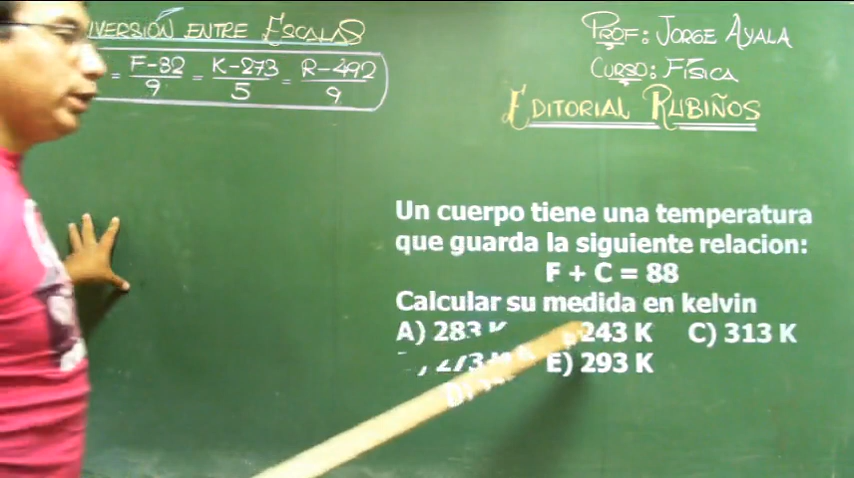 VERSIÓN ENTRE ESCALAS
= F-32/9 = K-273/5 = R-492/9
PROF: JORGE AYALA
CURSO: FÍSICA
EDITORIAL RUBIÑOS
Un cuerpo tiene una temperatura
que guarda la siguiente relacion:
F + C = 88
Calcular su medida en kelvin
A) 283 K 243 K C) 313 K
E) 293 K